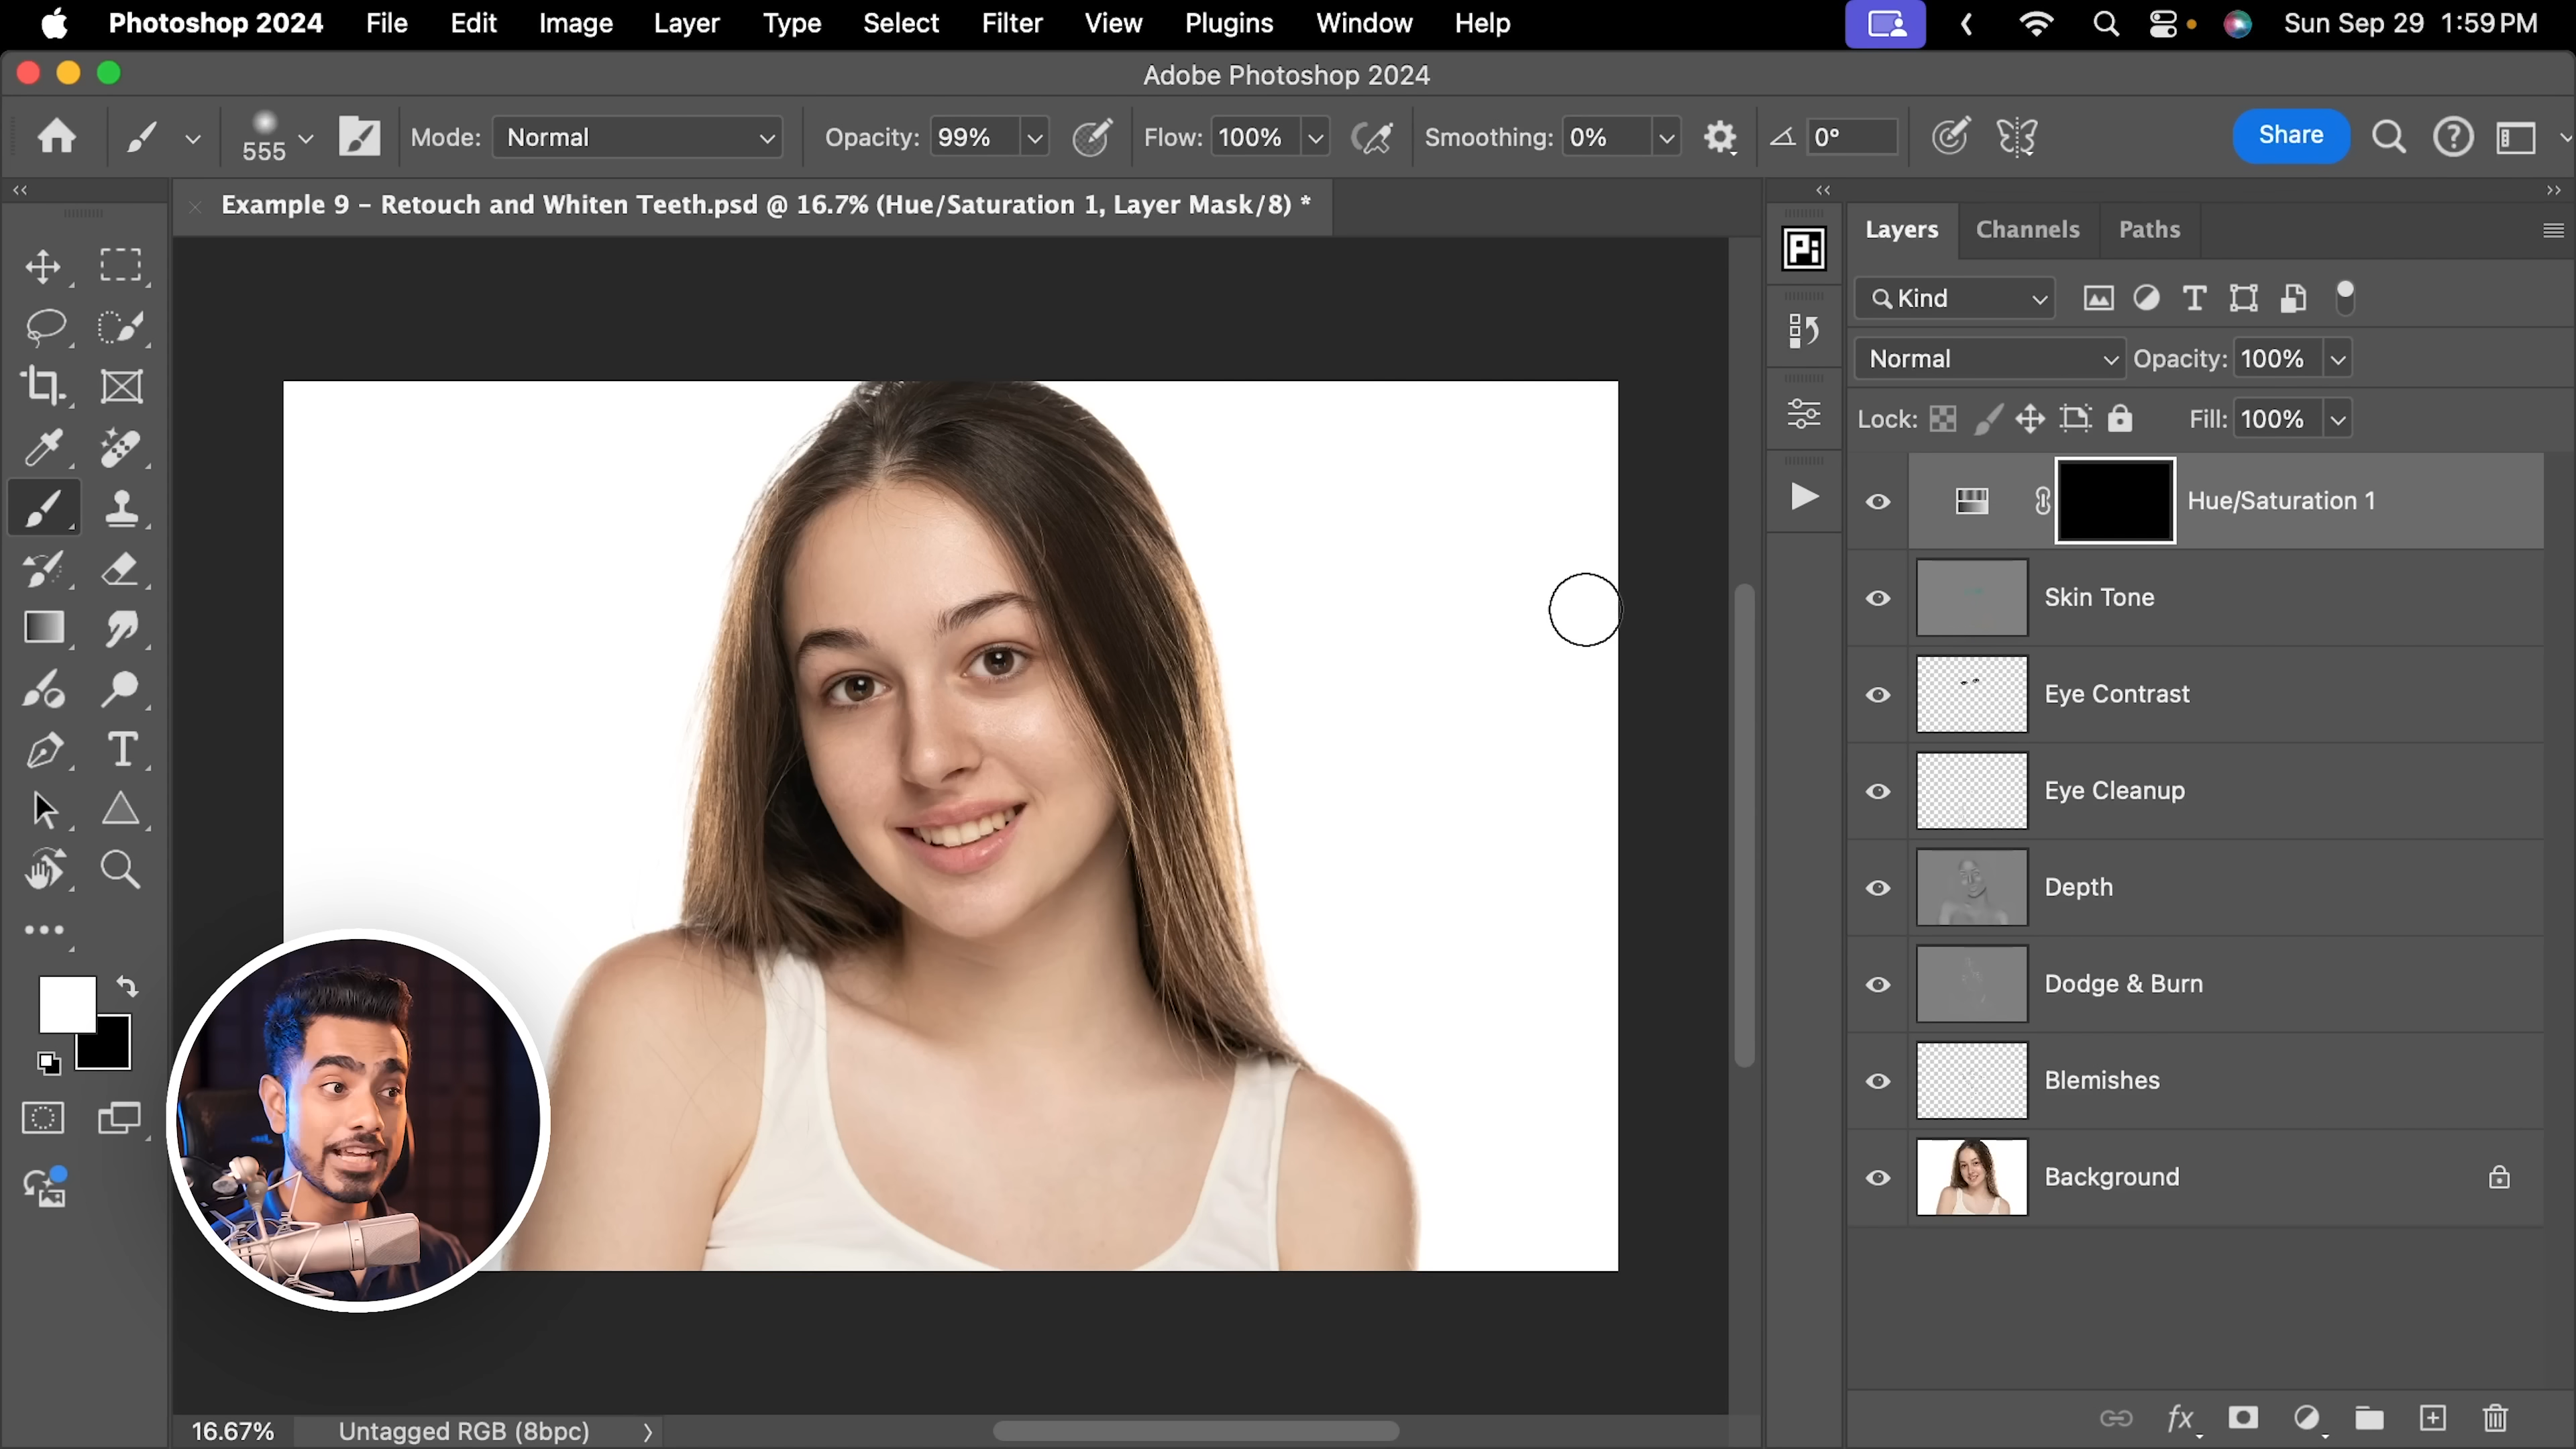 Photoshop 2024 File Edit Image Layer Type Select Filter View Plugins Window Help Sun Sep 29 1:59 PM
Adobe Photoshop 2024
555 Mode: Normal Opacity: 99% Flow: 100% Smoothing: 0% 0° Share
Example 9 – Retouch and Whiten Teeth.psd @ 16.7% (Hue/Saturation 1, Layer Mask/8) *
Layers Channels Paths
Pi
Kind
Normal Opacity: 100%
Lock: Fill: 100%
Hue/Saturation 1
Skin Tone
Eye Contrast
Eye Cleanup
Depth
Dodge & Burn
Blemishes
Background
16.67% Untagged RGB (8bpc)
fx